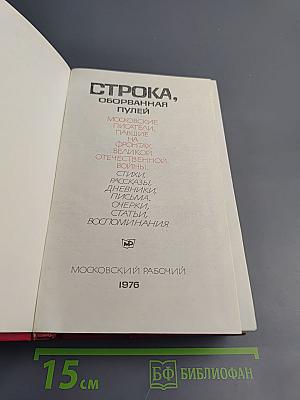 СТРОКА,
ОБОРВАННАЯ
ПУЛЕЙ
МОСКОВСКИЕ
ПИСАТЕЛИ,
ПАВШИЕ
НА
ФРОНТАХ
ВЕЛИКОЙ
ОТЕЧЕСТВЕННОЙ
ВОЙНЫ.
СТИХИ,
РАССКАЗЫ,
ДНЕВНИКИ,
ПИСЬМА,
ОЧЕРКИ,
СТАТЬИ,
ВОСПОМИНАНИЯ
МОСКОВСКИЙ РАБОЧИЙ
1976
15 см
БФ БИБЛИОФАН